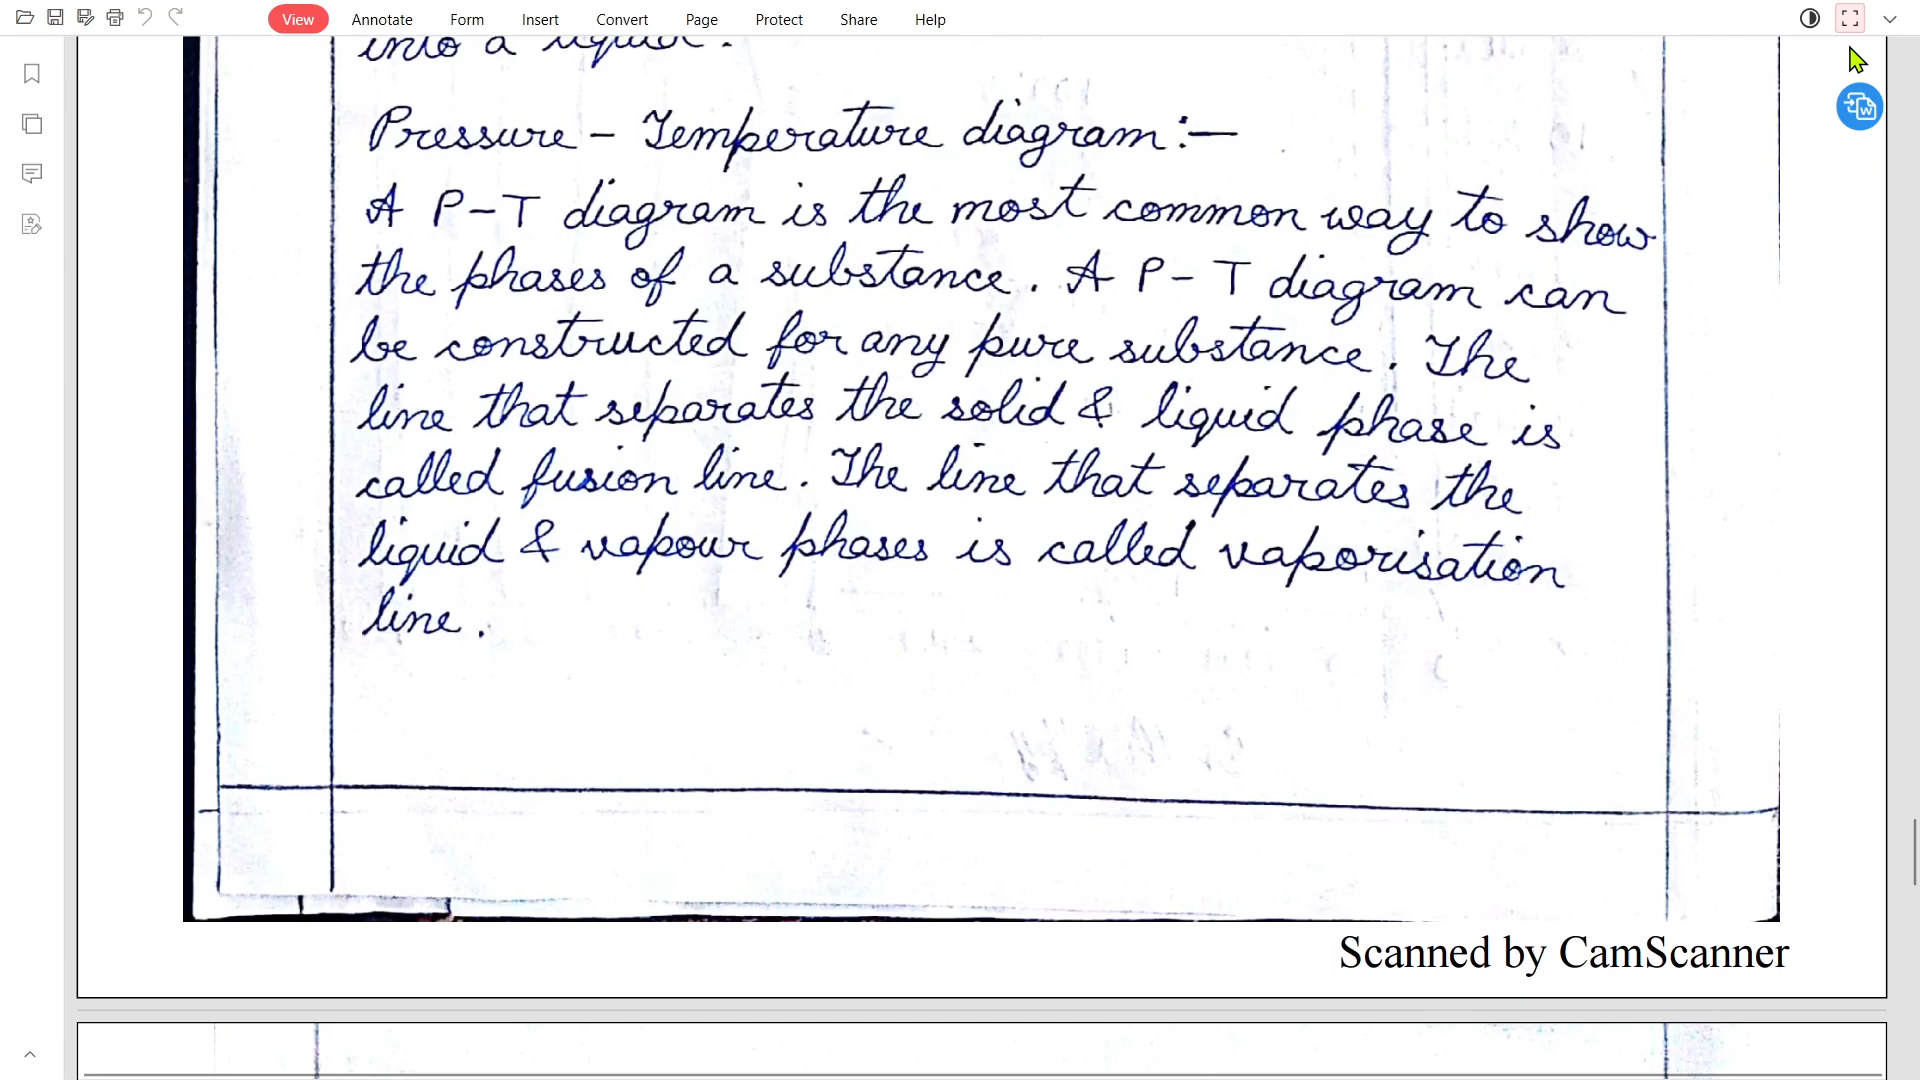 View Annotate Form Insert Convert Page Protect Share Help
into a liquid.
Pressure - Temperature diagram:-
A P-T diagram is the most common way to show
the phases of a substance. A P-T diagram can
be constructed for any pure substance. The
line that separates the solid & liquid phase is
called fusion line. The line that separates the
liquid & vapour phases is called vaporisation
line.
Scanned by CamScanner